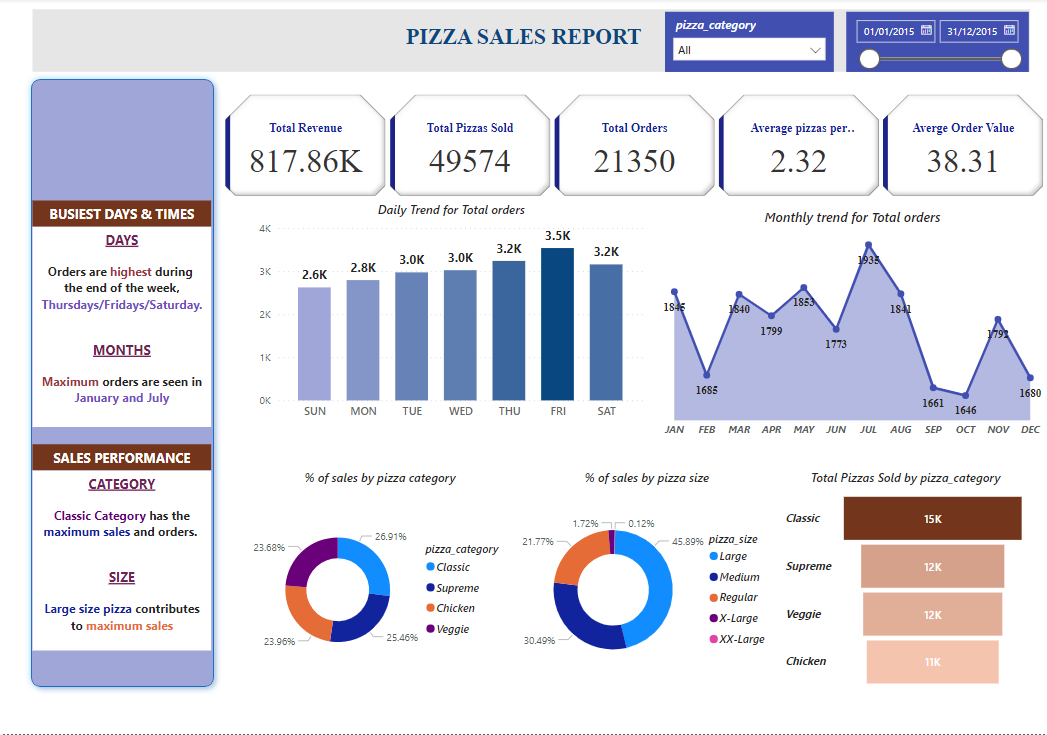 PIZZA SALES REPORT
pizza_category
All
01/01/2015
31/12/2015
BUSIEST DAYS & TIMES
DAYS
Orders are highest during
the end of the week,
Thursdays/Fridays/Saturday.
MONTHS
Maximum orders are seen in
January and July
SALES PERFORMANCE
CATEGORY
Classic Category has the
maximum sales and orders.
SIZE
Large size pizza contributes
to maximum sales
Total Revenue
817.86K
Total Pizzas Sold
49574
Total Orders
21350
Average pizzas per..
2.32
Averge Order Value
38.31
Daily Trend for Total orders
4K
3K
2K
1K
0K
2.6K
2.8K
3.0K
3.0K
3.2K
3.5K
3.2K
SUN
MON
TUE
WED
THU
FRI
SAT
Monthly trend for Total orders
1845
1685
1840
1799
1853
1773
1935
1841
1661
1646
1792
1680
JAN
FEB
MAR
APR
MAY
JUN
JUL
AUG
SEP
OCT
NOV
DEC
% of sales by pizza category
26.91%
25.46%
23.96%
23.68%
pizza_category
Classic
Supreme
Chicken
Veggie
% of sales by pizza size
1.72%
0.12%
45.89%
30.49%
21.77%
pizza_size
Large
Medium
Regular
X-Large
XX-Large
Total Pizzas Sold by pizza_category
Classic
15K
Supreme
12K
Veggie
12K
Chicken
11K